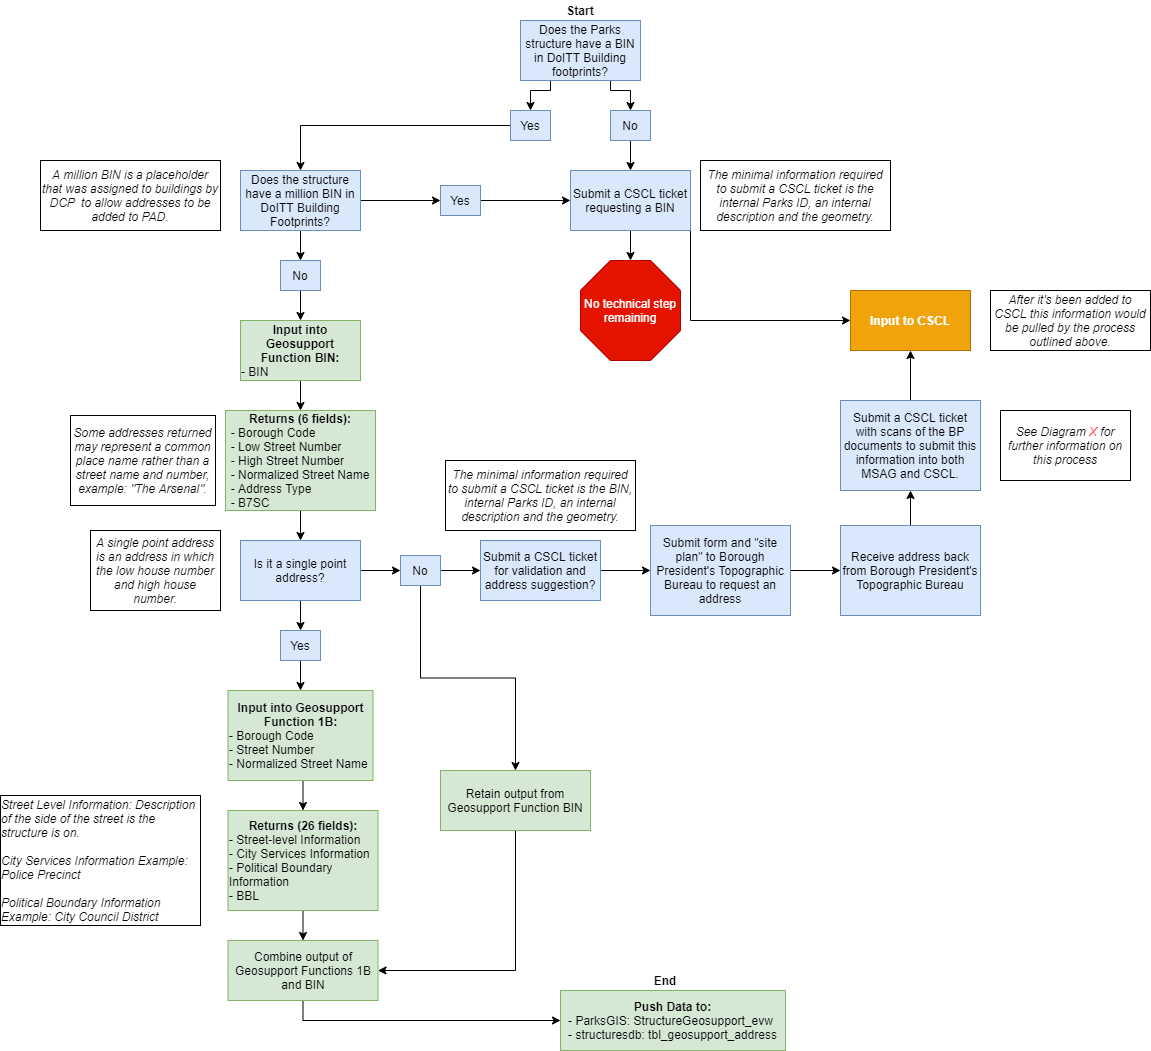 Start
Does the Parks
structure have a BIN
in DoITT Building
footprints?
Yes
No
A million BIN is a placeholder
that was assigned to buildings by
DCP to allow addresses to be
added to PAD.
Does the structure
have a million BIN in
DoITT Building
Footprints?
Yes
Submit a CSCL ticket
requesting a BIN
The minimal information required
to submit a CSCL ticket is the
internal Parks ID, an internal
description and the geometry.
No
No technical step
remaining
Input to CSCL
After it's been added to
CSCL this information would
be pulled by the process
outlined above.
Input into
Geosupport
Function BIN:
- BIN
Some addresses returned
may represent a common
place name rather than a
street name and number,
example: "The Arsenal".
Returns (6 fields):
- Borough Code
- Low Street Number
- High Street Number
- Normalized Street Name
- Address Type
- B7SC
Submit a CSCL ticket
with scans of the BP
documents to submit this
information into both
MSAG and CSCL.
See Diagram X for
further information on
this process
The minimal information required
to submit a CSCL ticket is the BIN,
internal Parks ID, an internal
description and the geometry.
A single point address
is an address in which
the low house number
and high house
number.
Is it a single point
address?
No
Submit a CSCL ticket
for validation and
address suggestion?
Submit form and "site
plan" to Borough
President's Topographic
Bureau to request an
address
Receive address back
from Borough President's
Topographic Bureau
Yes
Input into Geosupport
Function 1B:
- Borough Code
- Street Number
- Normalized Street Name
Retain output from
Geosupport Function BIN
Street Level Information: Description
of the side of the street is the
structure is on.
City Services Information Example:
Police Precinct
Political Boundary Information
Example: City Council District
Returns (26 fields):
- Street-level Information
- City Services Information
- Political Boundary
Information
- BBL
Combine output of
Geosupport Functions 1B
and BIN
End
Push Data to:
- ParksGIS: StructureGeosupport_evw
- structuresdb: tbl_geosupport_address